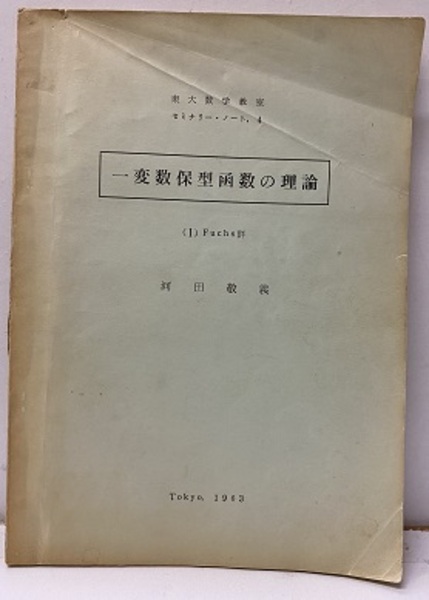 東大数学教室
セミナリー・ノート, 4
一変数保型函数の理論
(I) Fuchs群
河田敬義
Tokyo, 1963